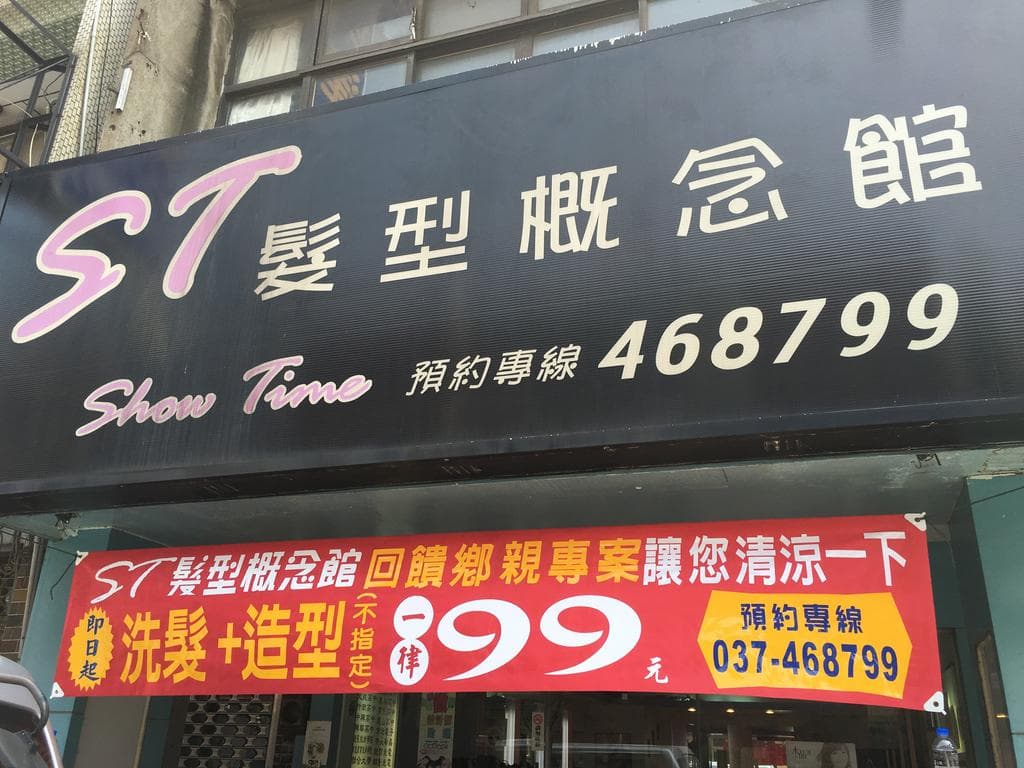 ST髮型概念館
Show Time 預約專線 468799
ST髮型概念館回饋鄉親專案讓您清涼一下
即日起 洗髮+造型(不指定)一律99元
預約專線
037-468799